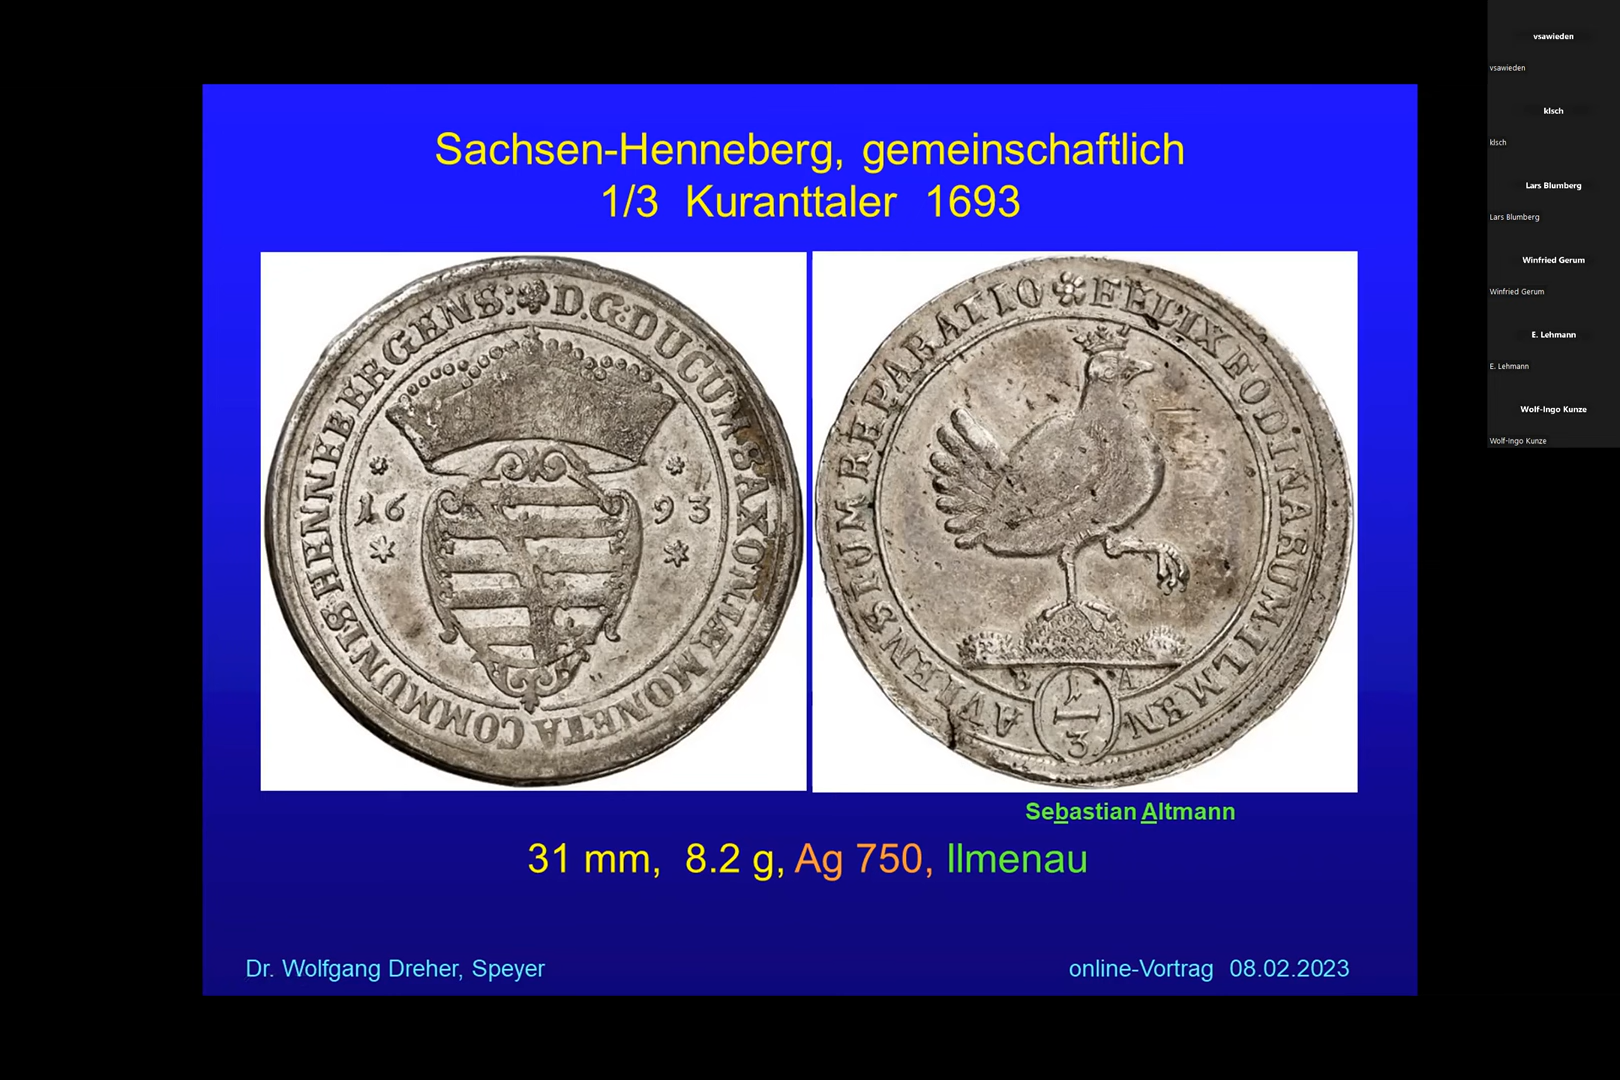 Sachsen-Henneberg, gemeinschaftlich
1/3 Kuranttaler 1693
D.G:DUCUM.SAXONIÆ MONETA COMMUNIS HENNEBERGENS:
16 93
FELIX FODINARUM.ILMENAVIENSIUM REPARATIO
B A
1
3
Sebastian Altmann
31 mm, 8.2 g, Ag 750, Ilmenau
Dr. Wolfgang Dreher, Speyer
online-Vortrag 08.02.2023
vsawieden
vsawieden
klsch
klsch
Lars Blumberg
Lars Blumberg
Winfried Gerum
Winfried Gerum
E. Lehmann
E. Lehmann
Wolf-Ingo Kunze
Wolf-Ingo Kunze